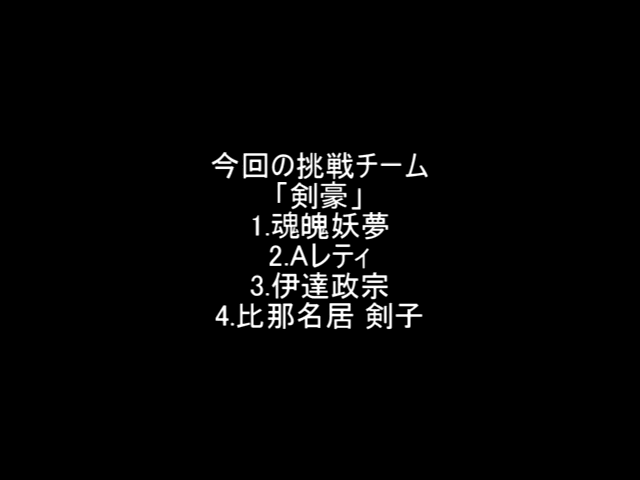 今回の挑戦チーム
「剣豪」
1.魂魄妖夢
2.Aレティ
3.伊達政宗
4.比那名居 剣子